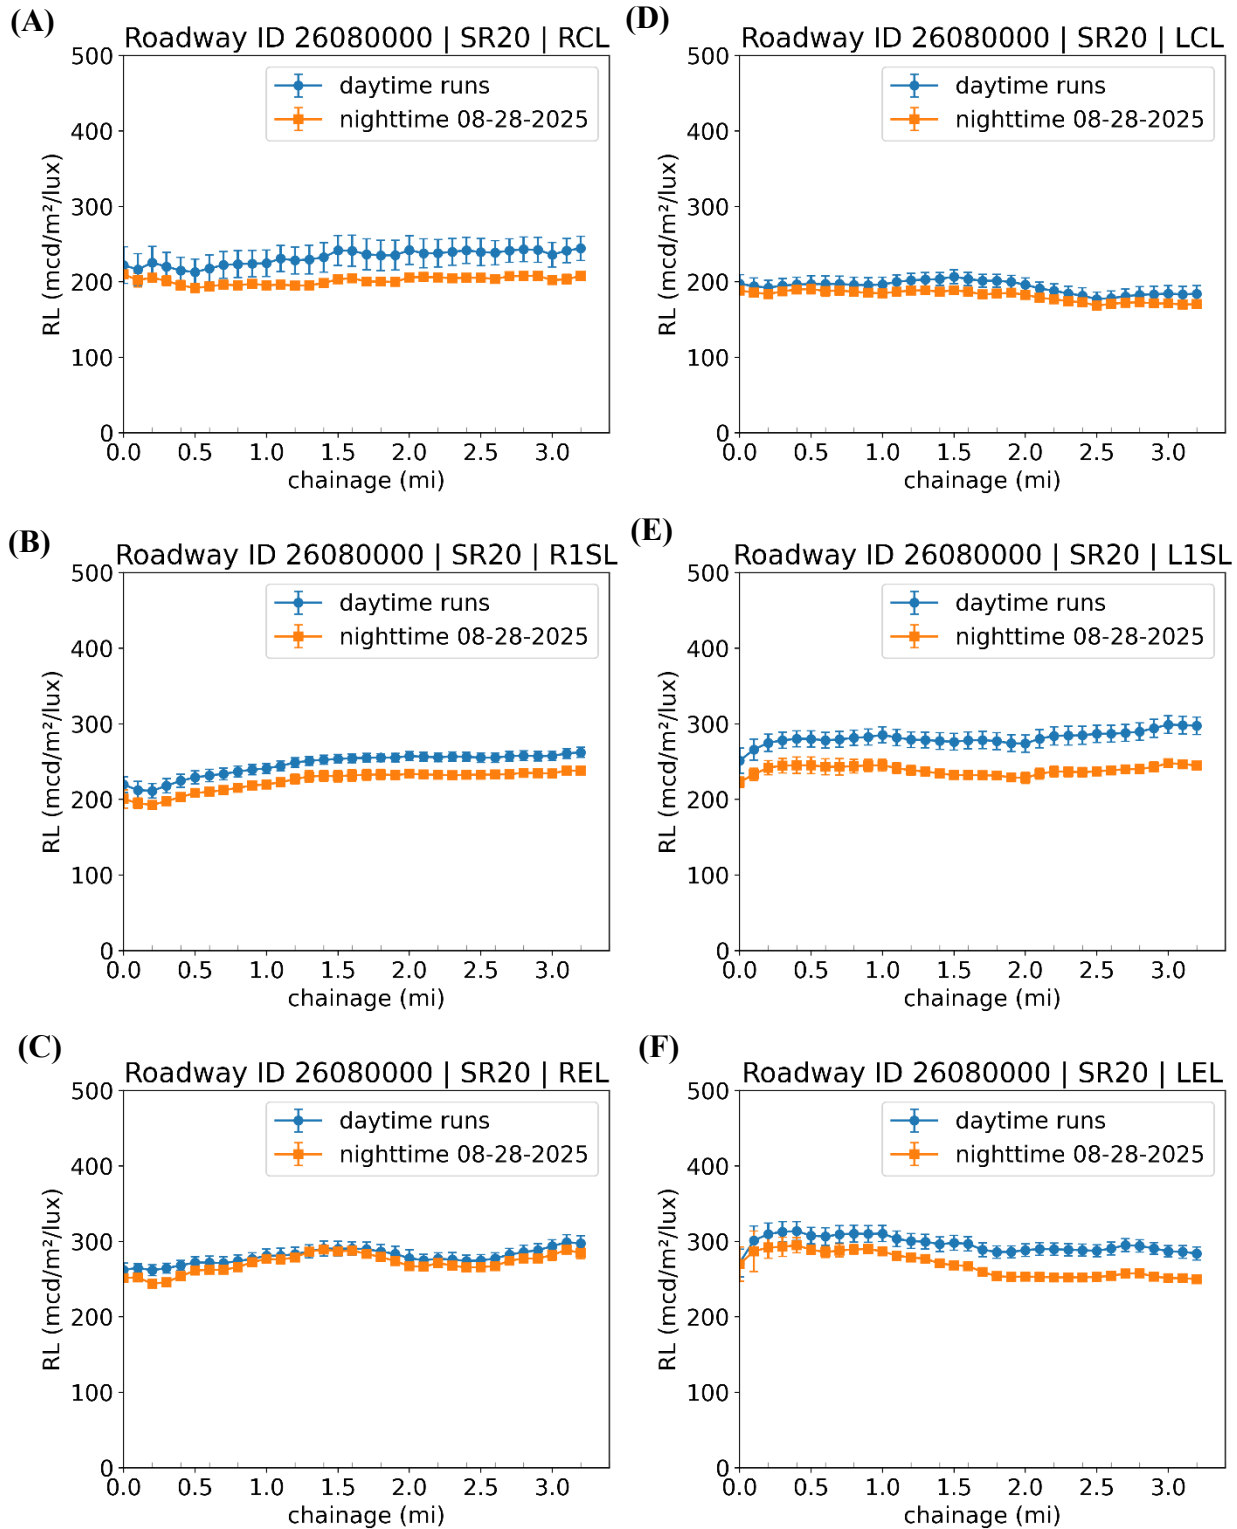 (A)
Roadway ID 26080000 | SR20 | RCL
500
400
300
200
100
0
RL (mcd/m²/lux)
daytime runs
nighttime 08-28-2025
0.0 0.5 1.0 1.5 2.0 2.5 3.0
chainage (mi)
(D)
Roadway ID 26080000 | SR20 | LCL
500
400
300
200
100
0
RL (mcd/m²/lux)
daytime runs
nighttime 08-28-2025
0.0 0.5 1.0 1.5 2.0 2.5 3.0
chainage (mi)
(B)
Roadway ID 26080000 | SR20 | R1SL
500
400
300
200
100
0
RL (mcd/m²/lux)
daytime runs
nighttime 08-28-2025
0.0 0.5 1.0 1.5 2.0 2.5 3.0
chainage (mi)
(E)
Roadway ID 26080000 | SR20 | L1SL
500
400
300
200
100
0
RL (mcd/m²/lux)
daytime runs
nighttime 08-28-2025
0.0 0.5 1.0 1.5 2.0 2.5 3.0
chainage (mi)
(C)
Roadway ID 26080000 | SR20 | REL
500
400
300
200
100
0
RL (mcd/m²/lux)
daytime runs
nighttime 08-28-2025
0.0 0.5 1.0 1.5 2.0 2.5 3.0
chainage (mi)
(F)
Roadway ID 26080000 | SR20 | LEL
500
400
300
200
100
0
RL (mcd/m²/lux)
daytime runs
nighttime 08-28-2025
0.0 0.5 1.0 1.5 2.0 2.5 3.0
chainage (mi)